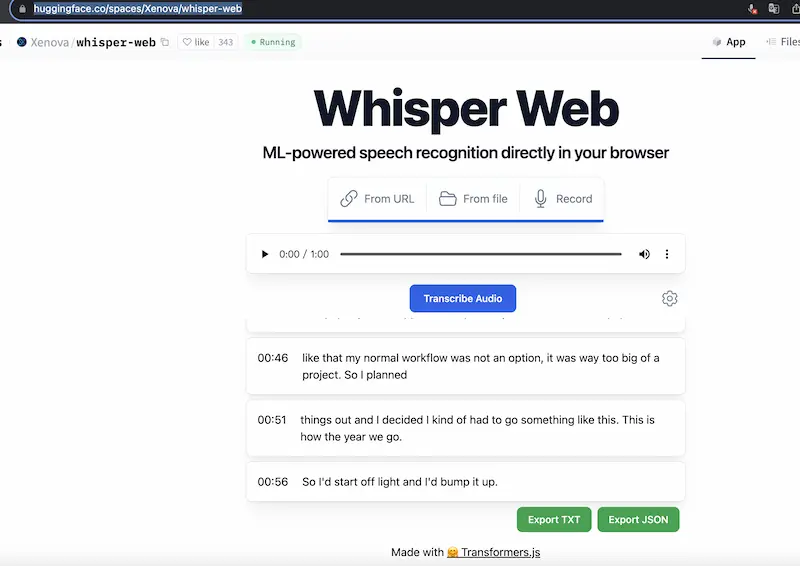 huggingface.co/spaces/Xenova/whisper-web
Xenova/whisper-web like 343 Running App Files
Whisper Web
ML-powered speech recognition directly in your browser
From URL From file Record
0:00 / 1:00
Transcribe Audio
00:46 like that my normal workflow was not an option, it was way too big of a
project. So I planned
00:51 things out and I decided I kind of had to go something like this. This is
how the year we go.
00:56 So I'd start off light and I'd bump it up.
Export TXT Export JSON
Made with 🤗 Transformers.js